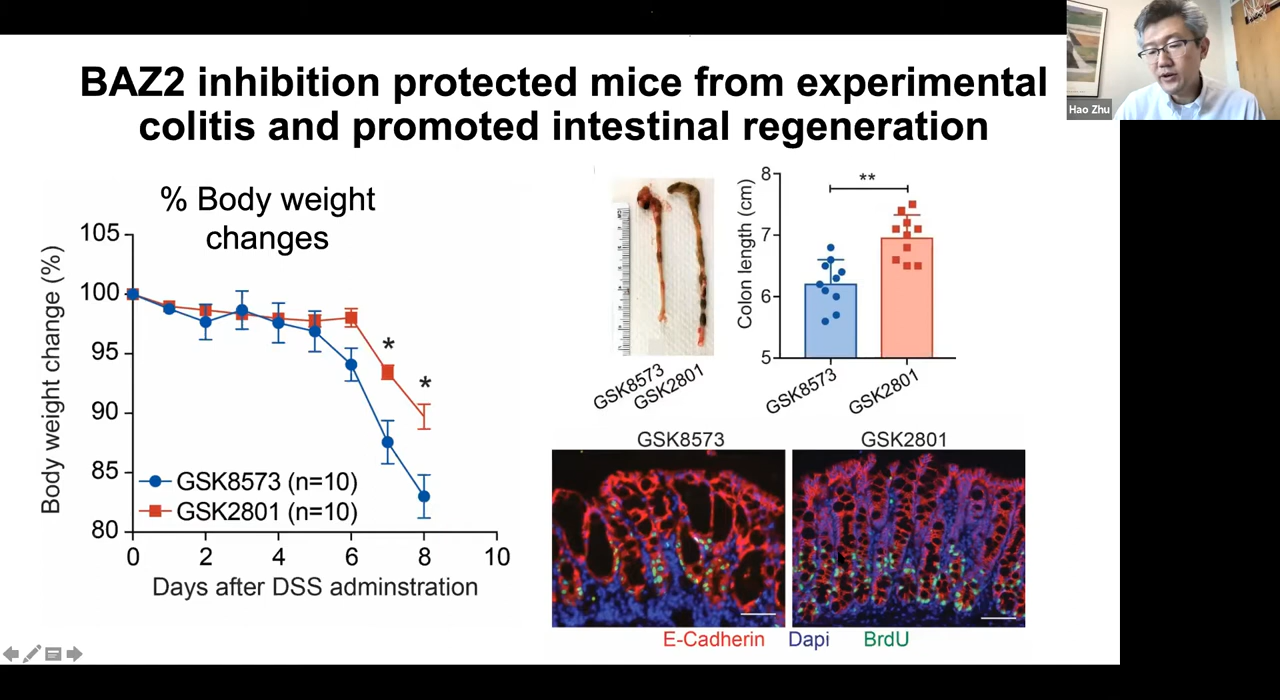 BAZ2 inhibition protected mice from experimental
colitis and promoted intestinal regeneration
Hao Zhu
% Body weight
changes
Body weight change (%)
105
100
95
90
85
80
*
*
GSK8573 (n=10)
GSK2801 (n=10)
0 2 4 6 8 10
Days after DSS adminstration
GSK8573
GSK2801
Colon length (cm)
8
7
6
5
**
GSK8573
GSK2801
GSK8573 GSK2801
E-Cadherin Dapi BrdU